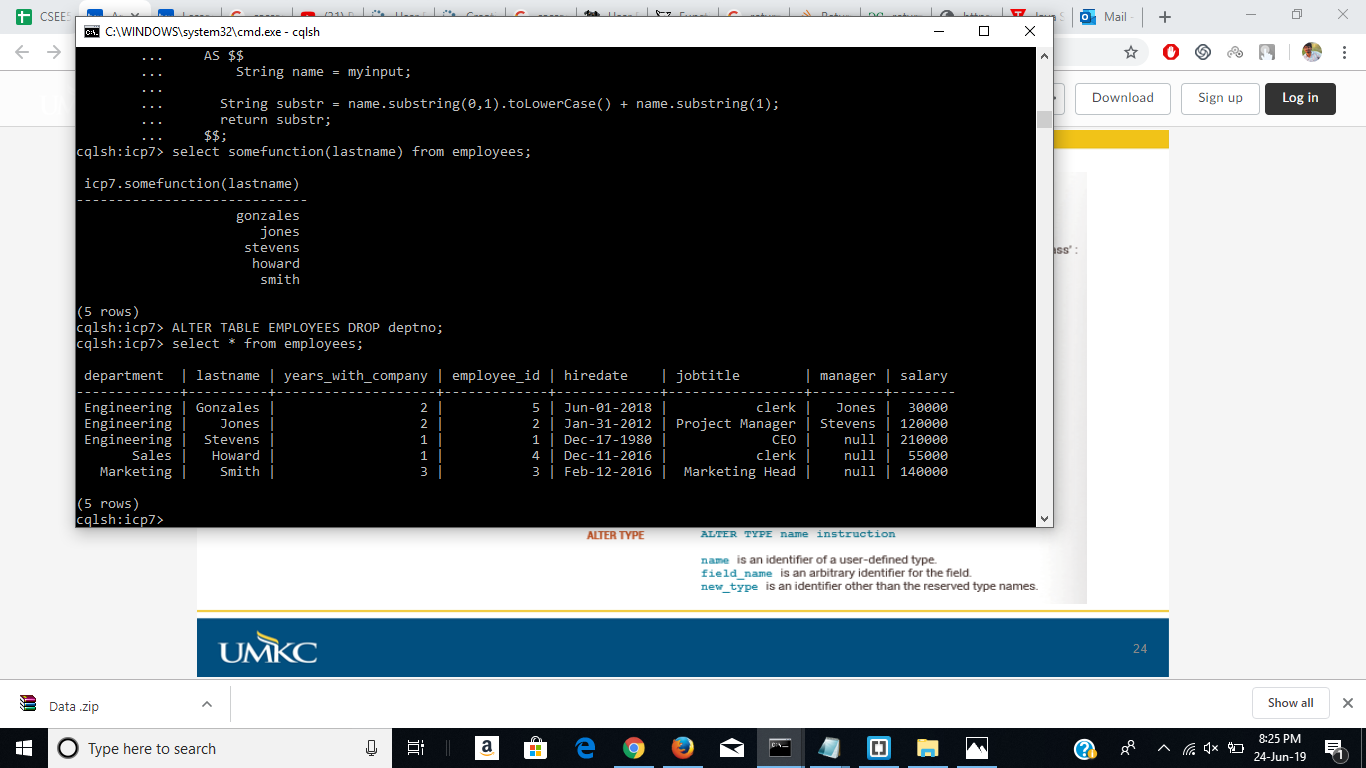 CSEE
Mail
C:\WINDOWS\system32\cmd.exe - cqlsh
... AS $$
... String name = myinput;
...
... String substr = name.substring(0,1).toLowerCase() + name.substring(1);
... return substr;
... $$;
cqlsh:icp7> select somefunction(lastname) from employees;
icp7.somefunction(lastname)
-----------------------------
gonzales
jones
stevens
howard
smith
(5 rows)
cqlsh:icp7> ALTER TABLE EMPLOYEES DROP deptno;
cqlsh:icp7> select * from employees;
department | lastname | years_with_company | employee_id | hiredate | jobtitle | manager | salary
-------------+----------+--------------------+-------------+-------------+-----------------+---------+--------
Engineering | Gonzales | 2 | 5 | Jun-01-2018 | clerk | Jones | 30000
Engineering | Jones | 2 | 2 | Jan-31-2012 | Project Manager | Stevens | 120000
Engineering | Stevens | 1 | 1 | Dec-17-1980 | CEO | null | 210000
Sales | Howard | 1 | 4 | Dec-11-2016 | clerk | null | 55000
Marketing | Smith | 3 | 3 | Feb-12-2016 | Marketing Head | null | 140000
(5 rows)
cqlsh:icp7>
Download
Sign up
Log in
ass' :
ALTER TYPE
ALTER TYPE name instruction
name is an identifier of a user-defined type.
field_name is an arbitrary identifier for the field.
new_type is an identifier other than the reserved type names.
UMKC
24
Data .zip
Show all
Type here to search
8:25 PM
24-Jun-19
1